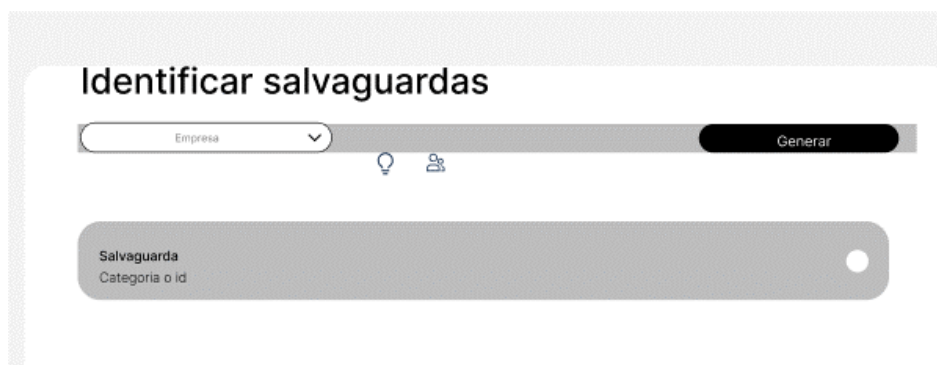 Identificar salvaguardas
Empresa
Generar
Salvaguarda
Categoria o id